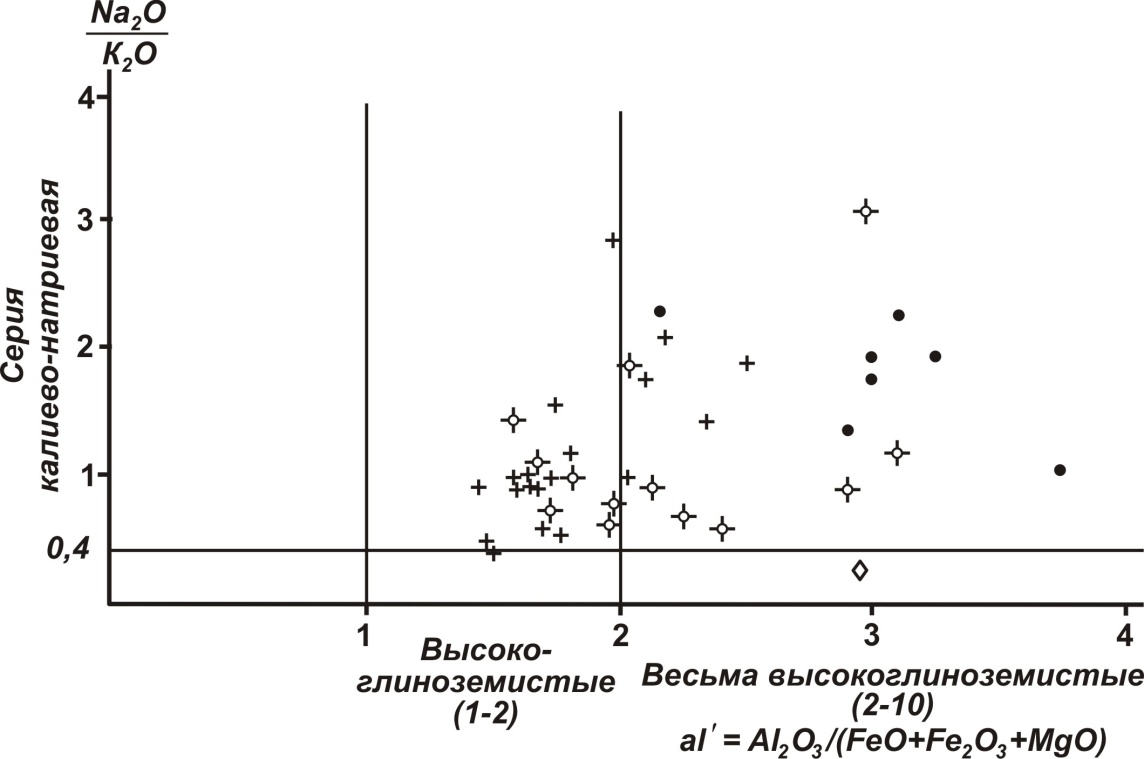 Na₂O
K₂O
4
3
2
1
0,4
Серия
калиево-натриевая
1
2
3
4
Высоко-
глиноземистые
(1-2)
Весьма высокоглиноземистые
(2-10)
al′ = Al₂O₃/(FeO+Fe₂O₃+MgO)